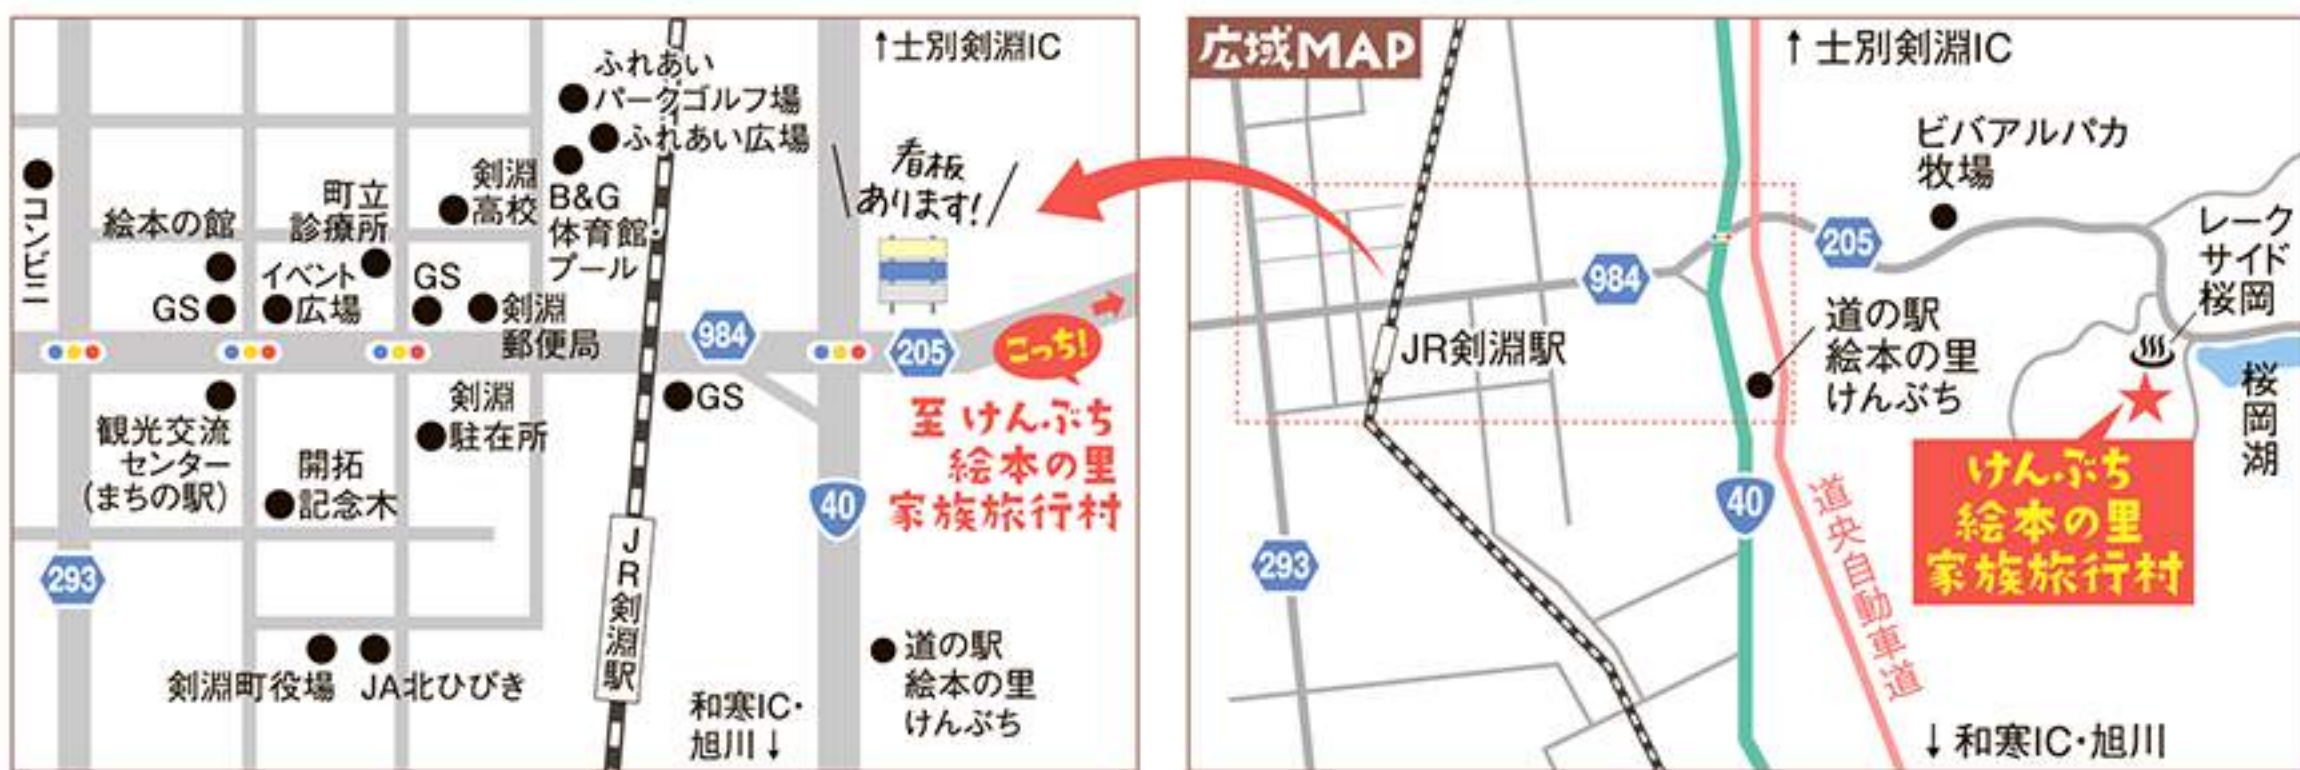 ふれあい
パークゴルフ場
ふれあい広場
↑士別剣淵IC
看板
あります!
コンビニ
絵本の館
町立
診療所
剣淵
高校
B&G
体育館・
プール
GS
イベント
広場
GS
剣淵
郵便局
984
205
こっち!
至 けんぶち
絵本の里
家族旅行村
GS
観光交流
センター
(まちの駅)
開拓
記念木
剣淵
駐在所
40
293
JR剣淵駅
剣淵町役場
JA北ひびき
和寒IC・
旭川↓
道の駅
絵本の里
けんぶち
広域MAP
↑士別剣淵IC
ビバアルパカ
牧場
205
984
レーク
サイド
桜岡
JR剣淵駅
道の駅
絵本の里
けんぶち
桜岡湖
けんぶち
絵本の里
家族旅行村
40
293
道央自動車道
↓和寒IC・旭川